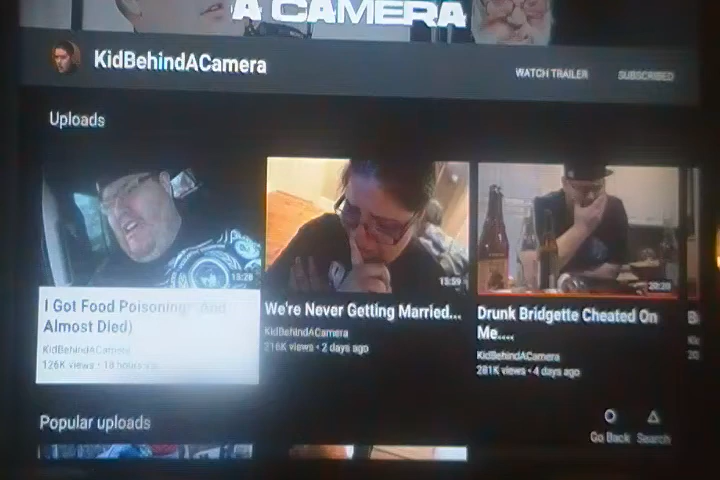 A CAMERA
KidBehindACamera
WATCH TRAILER
SUBSCRIBED
Uploads
15:28
I Got Food Poisoning And
Almost Died)
KidBehindACamera
126K views • 18 hours
15:59
We're Never Getting Married...
KidBehindACamera
216K views • 2 days ago
20:39
Drunk Bridgette Cheated On
Me....
KidBehindACamera
281K views • 4 days ago
Popular uploads
Go Back
Search